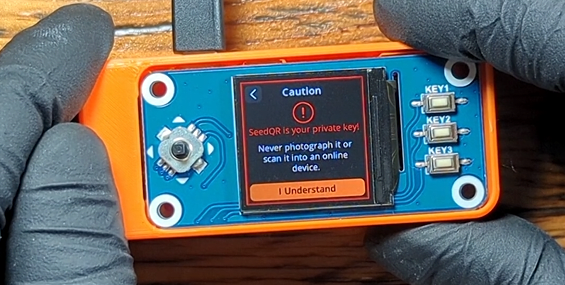 Caution
SeedQR is your private key!
Never photograph it or
scan it into an online
device.
I Understand
KEY1
KEY2
KEY3